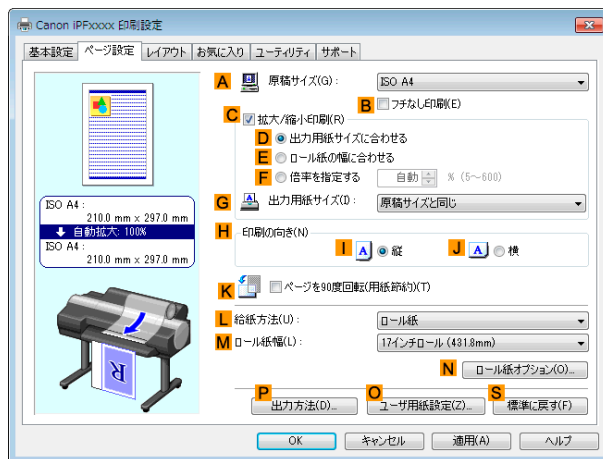 Canon iPFxxxx 印刷設定
基本設定 ページ設定 レイアウト お気に入り ユーティリティ サポート
A 原稿サイズ(G): ISO A4
B フチなし印刷(E)
C 拡大/縮小印刷(R)
D 出力用紙サイズに合わせる
E ロール紙の幅に合わせる
F 倍率を指定する 自動 % (5～600)
G 出力用紙サイズ(I): 原稿サイズと同じ
H 印刷の向き(N)
I A 縦 J A 横
K ページを90度回転(用紙節約)(T)
L 給紙方法(U): ロール紙
M ロール紙幅(L): 17インチロール (431.8mm)
N ロール紙オプション(O)...
P 出力方法(D)... O ユーザ用紙設定(Z)... S 標準に戻す(F)
ISO A4 :
210.0 mm x 297.0 mm
自動拡大: 100%
ISO A4 :
210.0 mm x 297.0 mm
R
OK キャンセル 適用(A) ヘルプ